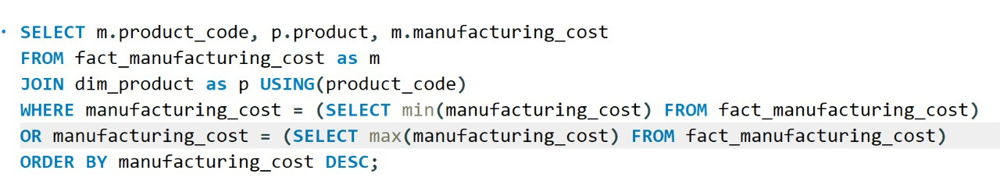 SELECT m.product_code, p.product, m.manufacturing_cost
FROM fact_manufacturing_cost as m
JOIN dim_product as p USING(product_code)
WHERE manufacturing_cost = (SELECT min(manufacturing_cost) FROM fact_manufacturing_cost)
OR manufacturing_cost = (SELECT max(manufacturing_cost) FROM fact_manufacturing_cost)
ORDER BY manufacturing_cost DESC;